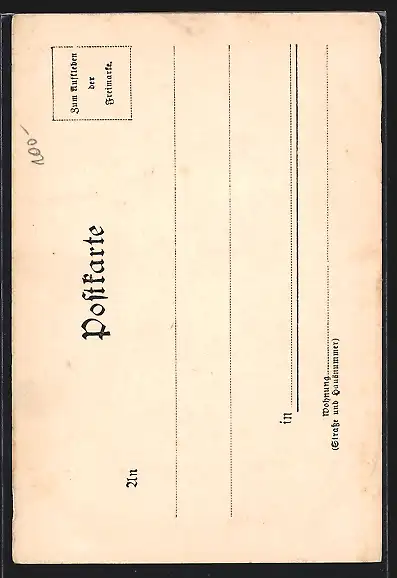 Postkarte
Zum Aufkleben
der
Freimarke.
100-
An
in
Wohnung
(Straße und Hausnummer)